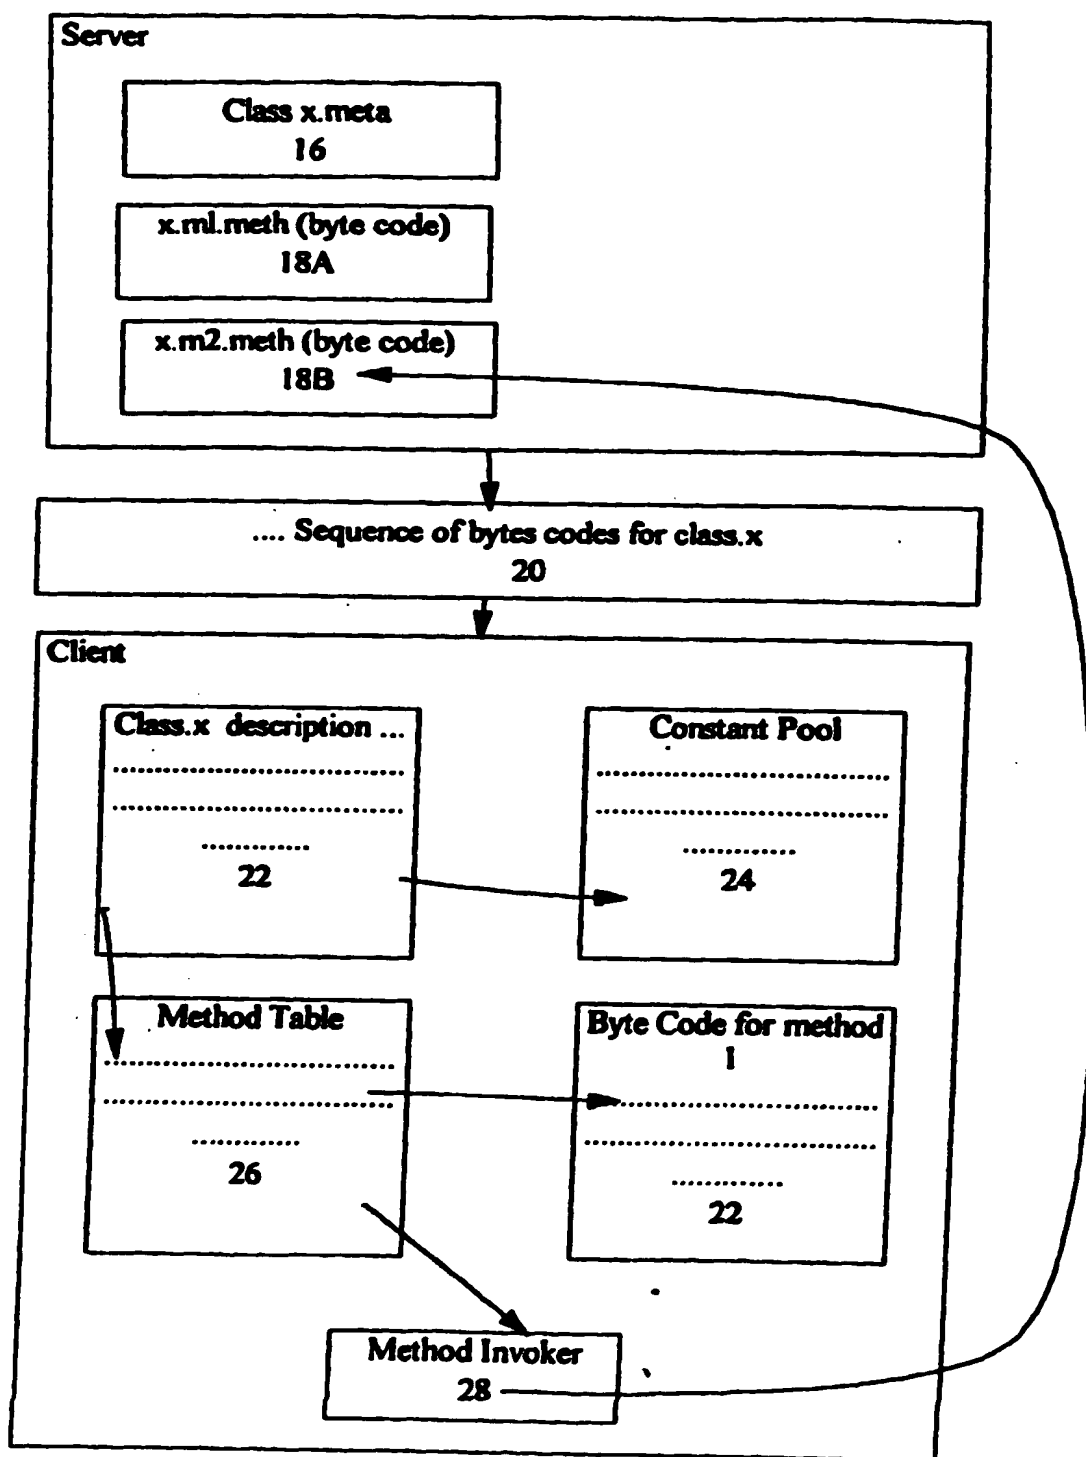 Server
Class x.meta
16
x.ml.meth (byte code)
18A
x.m2.meth (byte code)
18B
.... Sequence of bytes codes for class.x
20
Client
Class.x description ...
22
Constant Pool
24
Method Table
26
Byte Code for method
1
22
Method Invoker
28